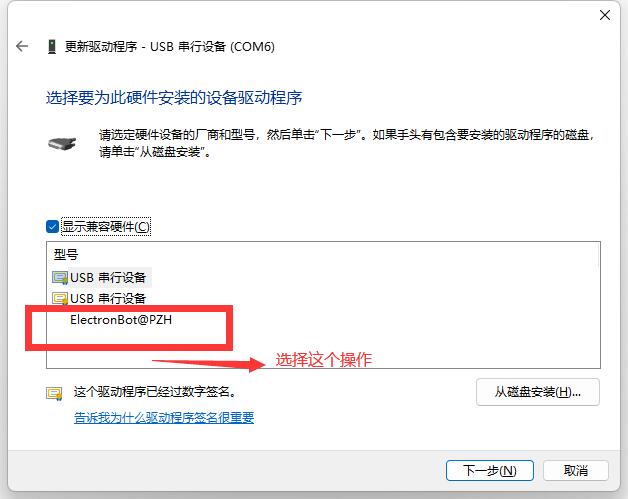 更新驱动程序 - USB 串行设备 (COM6)
选择要为此硬件安装的设备驱动程序
请选定硬件设备的厂商和型号，然后单击“下一步”。如果手头有包含要安装的驱动程序的磁盘，
请单击“从磁盘安装”。
显示兼容硬件(C)
型号
USB 串行设备
USB 串行设备
ElectronBot@PZH
选择这个操作
这个驱动程序已经过数字签名。
从磁盘安装(H)...
告诉我为什么驱动程序签名很重要
下一步(N)
取消